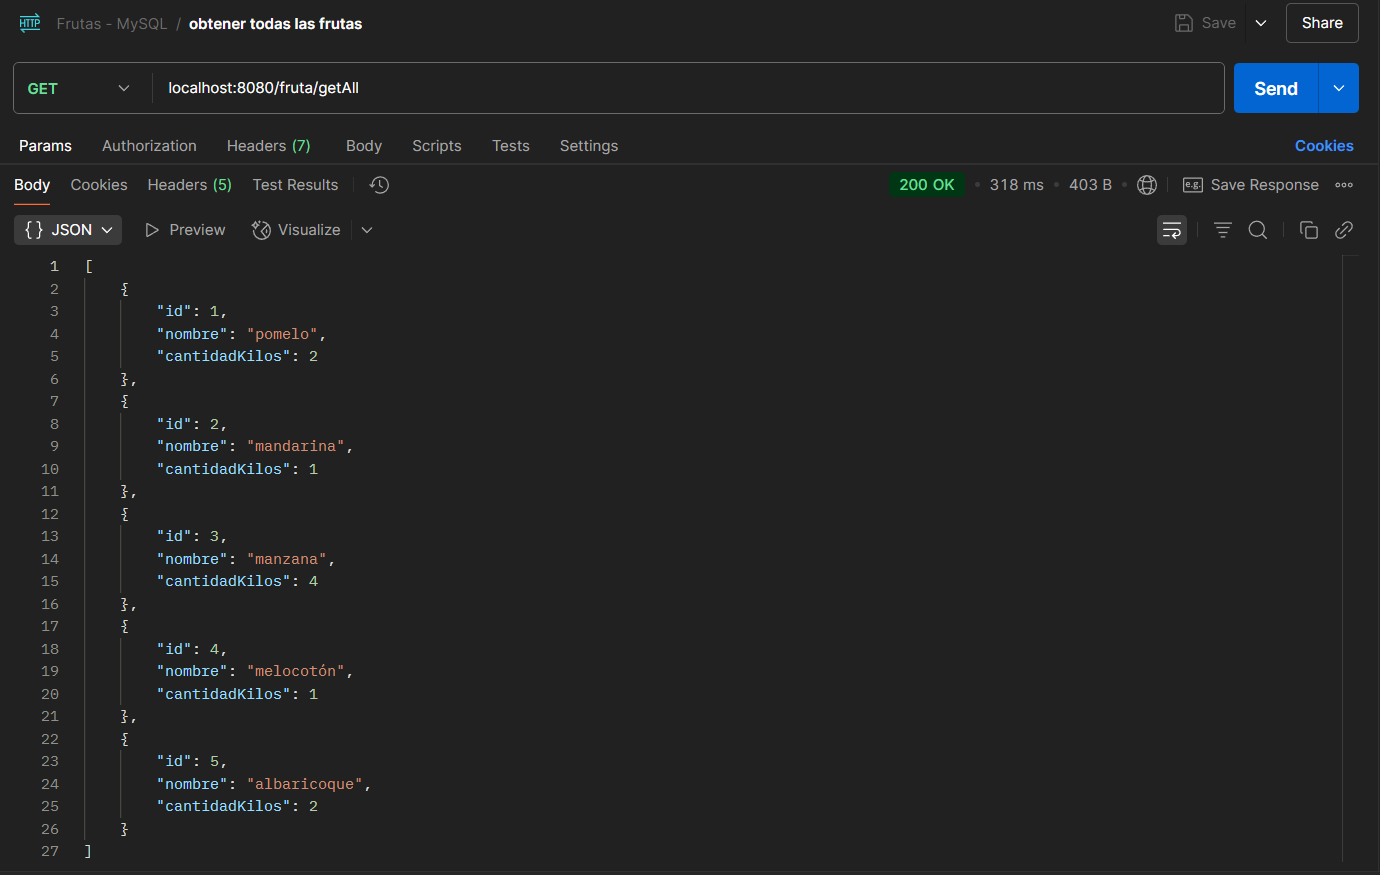 HTTP Frutas - MySQL / obtener todas las frutas Save Share
GET localhost:8080/fruta/getAll Send
Params Authorization Headers (7) Body Scripts Tests Settings Cookies
Body Cookies Headers (5) Test Results 200 OK • 318 ms • 403 B • e.g. Save Response
{} JSON Preview Visualize
1 [
2 {
3 "id": 1,
4 "nombre": "pomelo",
5 "cantidadKilos": 2
6 },
7 {
8 "id": 2,
9 "nombre": "mandarina",
10 "cantidadKilos": 1
11 },
12 {
13 "id": 3,
14 "nombre": "manzana",
15 "cantidadKilos": 4
16 },
17 {
18 "id": 4,
19 "nombre": "melocotón",
20 "cantidadKilos": 1
21 },
22 {
23 "id": 5,
24 "nombre": "albaricoque",
25 "cantidadKilos": 2
26 }
27 ]